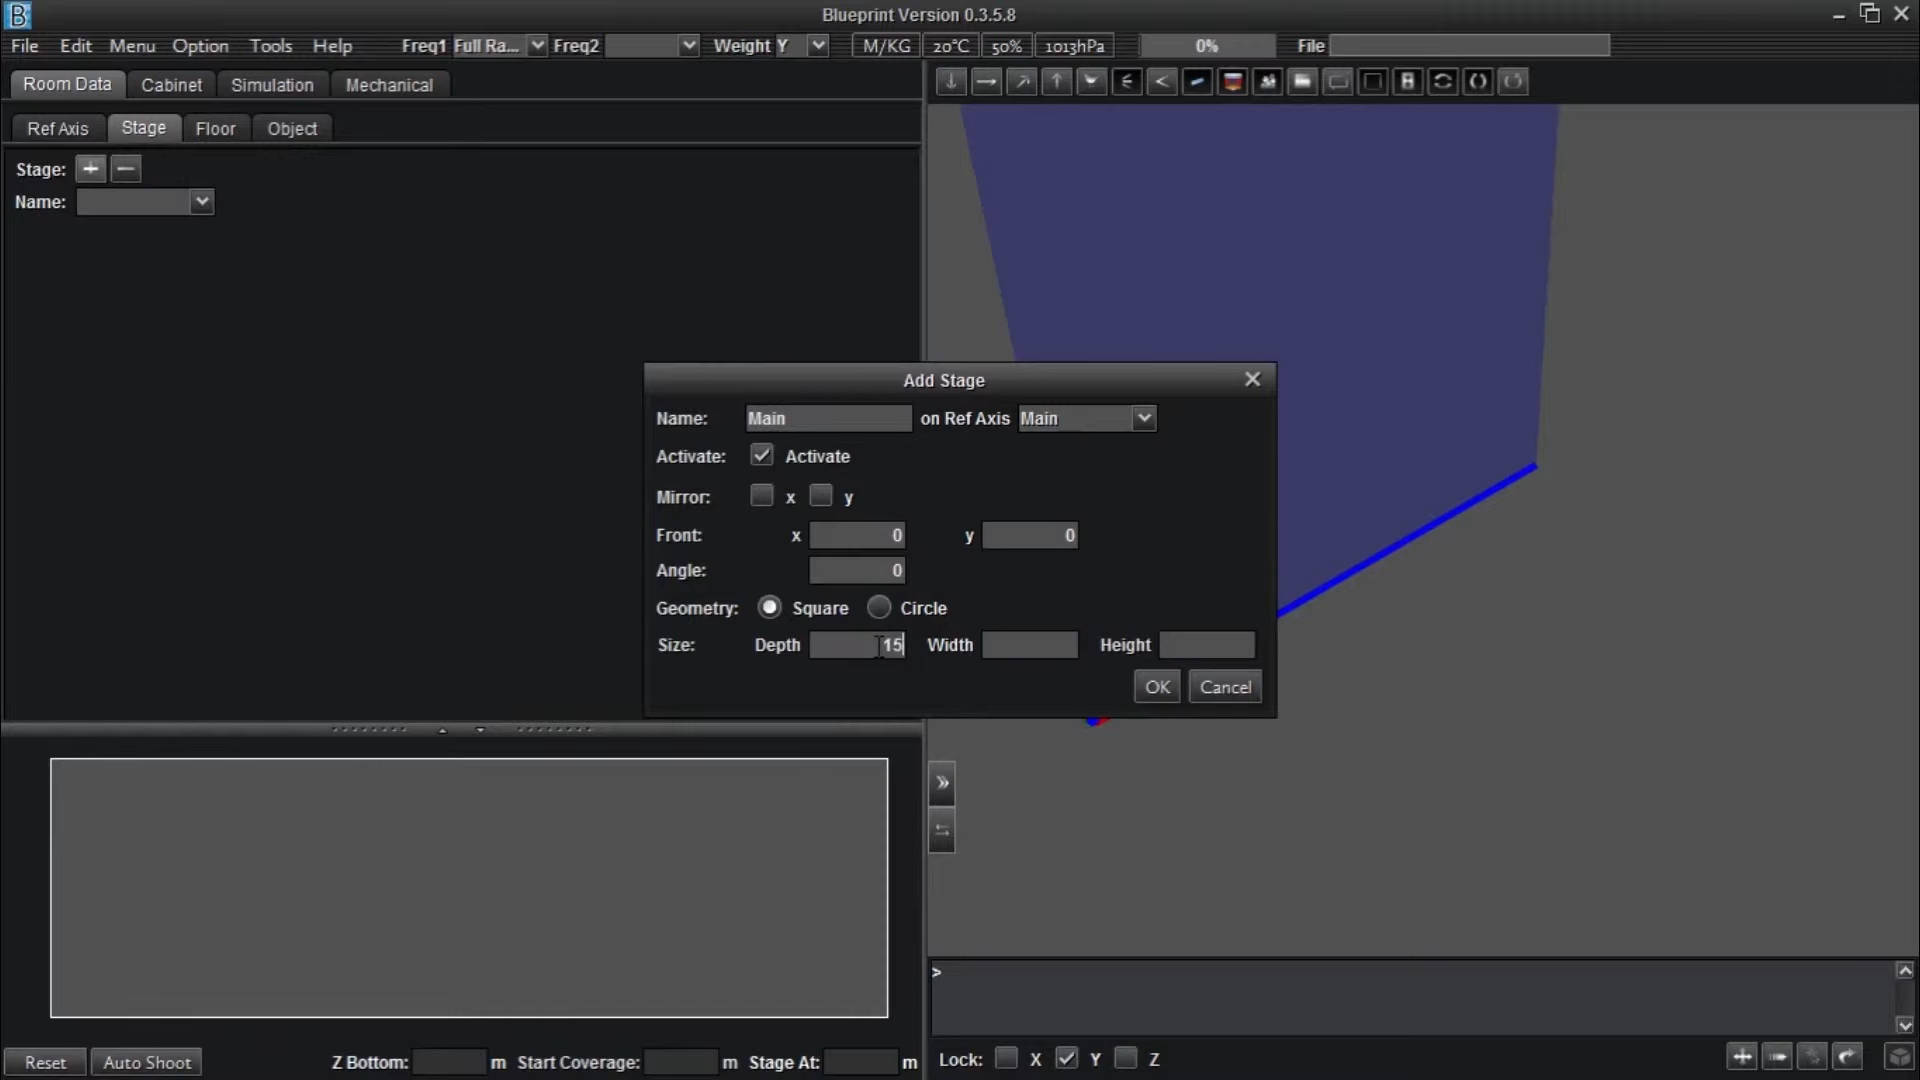 B Blueprint Version 0.3.5.8
File Edit Menu Option Tools Help Freq1 Full Ra... Freq2 Weight Y M/KG 20°C 50% 1013hPa 0% File
Room Data Cabinet Simulation Mechanical
Ref Axis Stage Floor Object
Stage:
Name:
Add Stage
Name: Main on Ref Axis Main
Activate: Activate
Mirror: x y
Front: x 0 y 0
Angle: 0
Geometry: Square Circle
Size: Depth 15 Width Height
OK Cancel
>
Reset Auto Shoot Z Bottom: m Start Coverage: m Stage At: m Lock: X Y Z